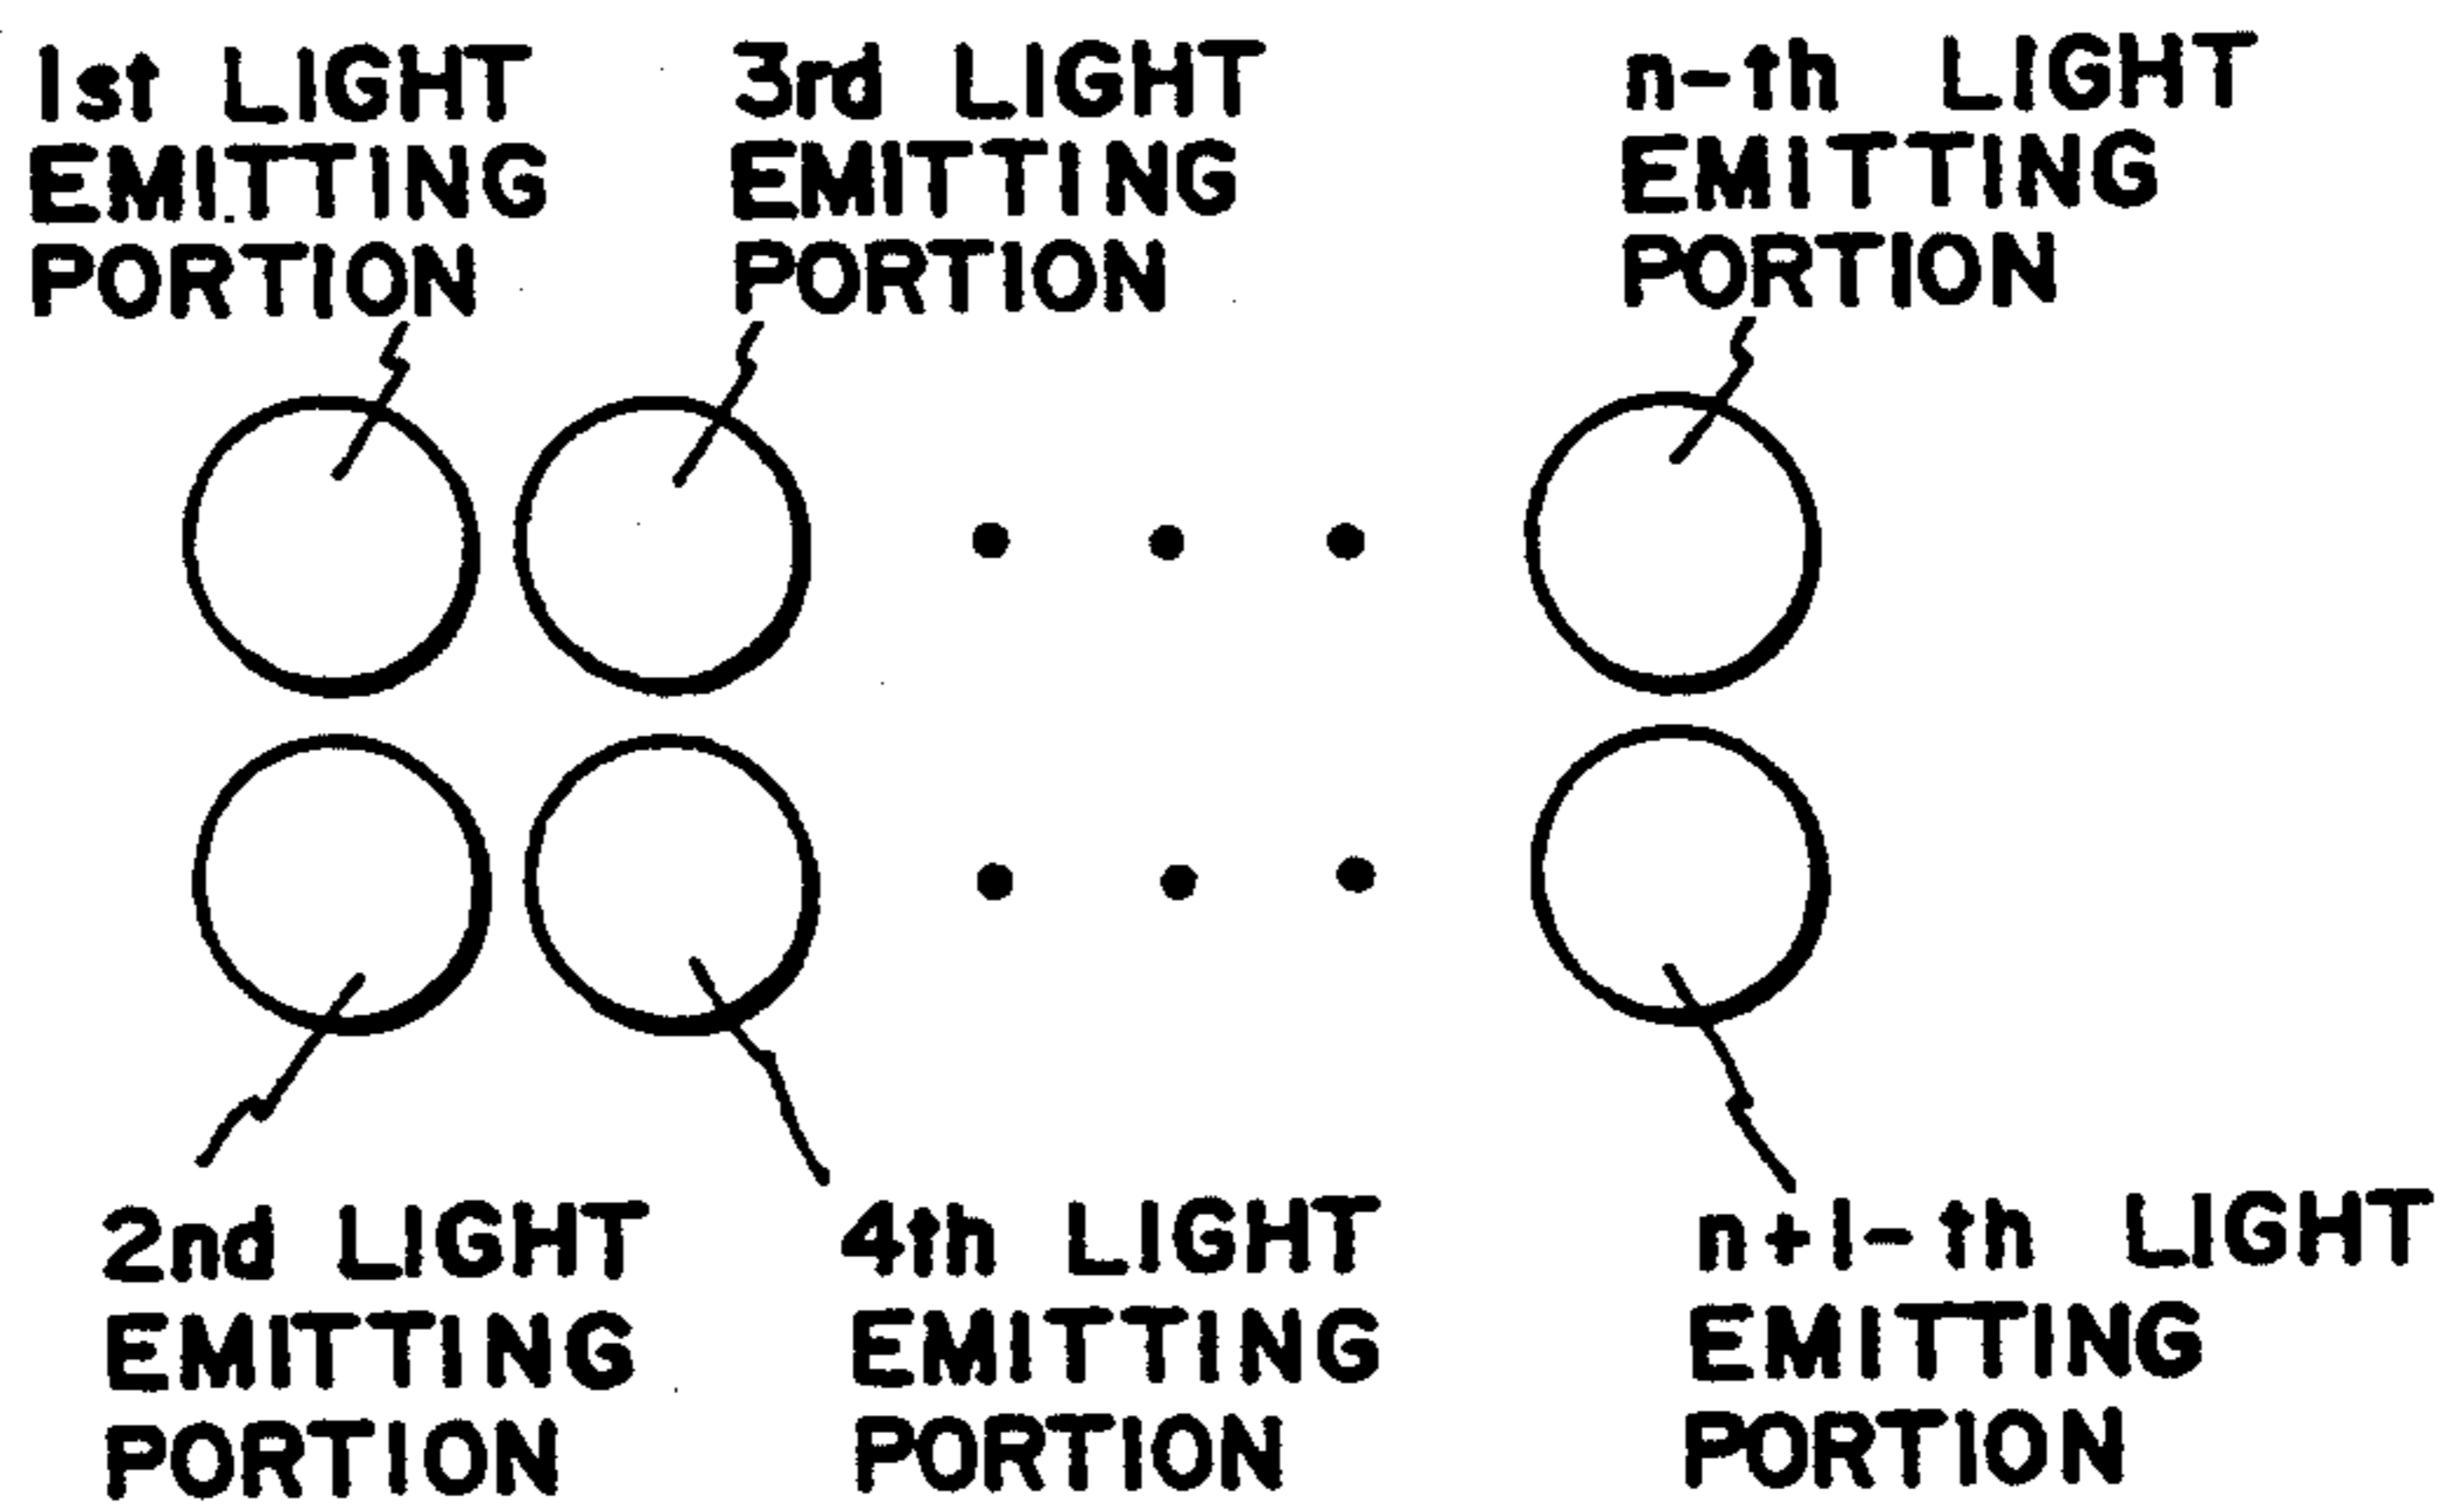 1st LIGHT
EMITTING
PORTION
3rd LIGHT
EMITTING
PORTION
n-th LIGHT
EMITTING
PORTION
2nd LIGHT
EMITTING
PORTION
4th LIGHT
EMITTING
PORTION
n+1-th LIGHT
EMITTING
PORTION